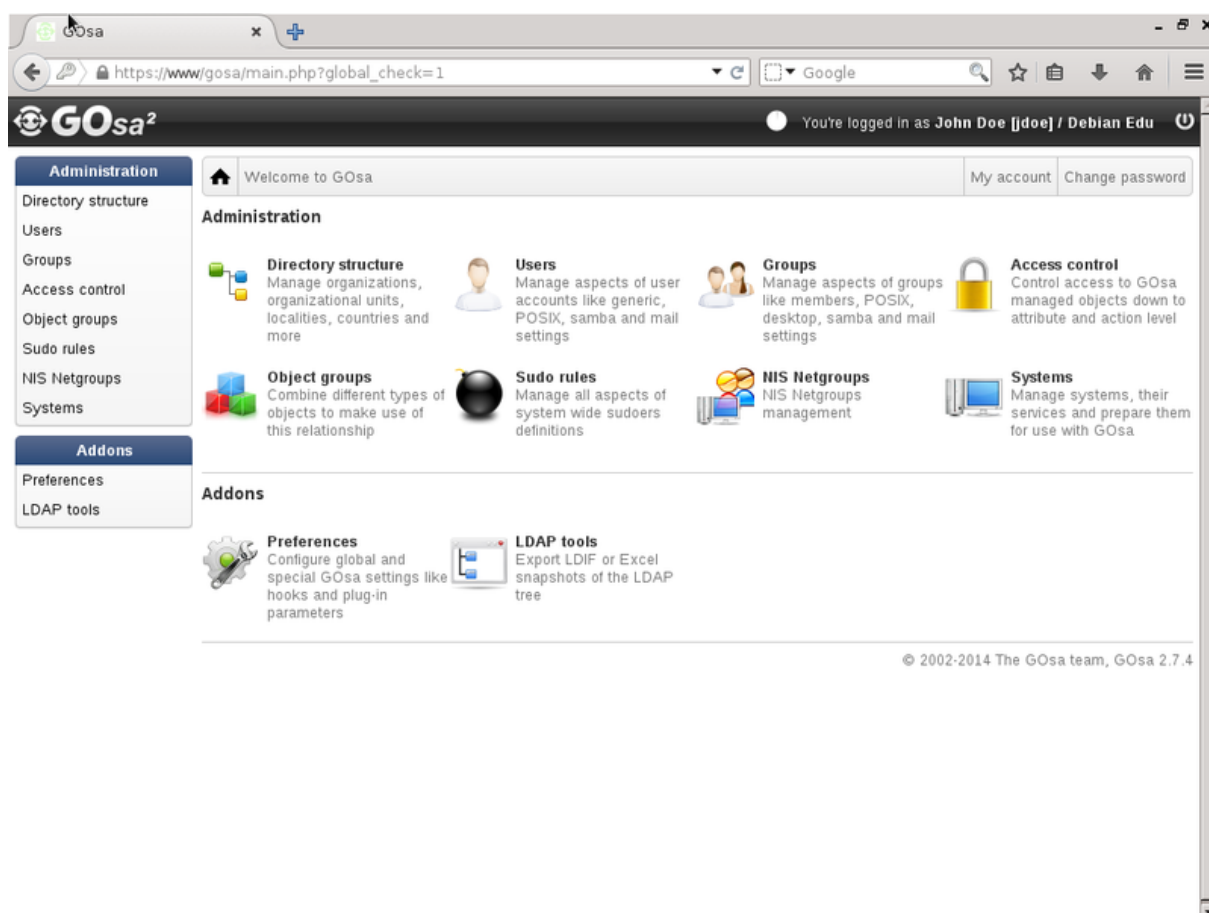 GOsa
https://www/gosa/main.php?global_check=1
Google
GOsa²
You're logged in as John Doe [jdoe] / Debian Edu
Administration
Directory structure
Users
Groups
Access control
Object groups
Sudo rules
NIS Netgroups
Systems
Addons
Preferences
LDAP tools
Welcome to GOsa
My account
Change password
Administration
Directory structure
Manage organizations,
organizational units,
localities, countries and
more
Users
Manage aspects of user
accounts like generic,
POSIX, samba and mail
settings
Groups
Manage aspects of groups
like members, POSIX,
desktop, samba and mail
settings
Access control
Control access to GOsa
managed objects down to
attribute and action level
Object groups
Combine different types of
objects to make use of
this relationship
Sudo rules
Manage all aspects of
system wide sudoers
definitions
NIS Netgroups
NIS Netgroups
management
Systems
Manage systems, their
services and prepare them
for use with GOsa
Addons
Preferences
Configure global and
special GOsa settings like
hooks and plug-in
parameters
LDAP tools
Export LDIF or Excel
snapshots of the LDAP
tree
© 2002-2014 The GOsa team, GOsa 2.7.4